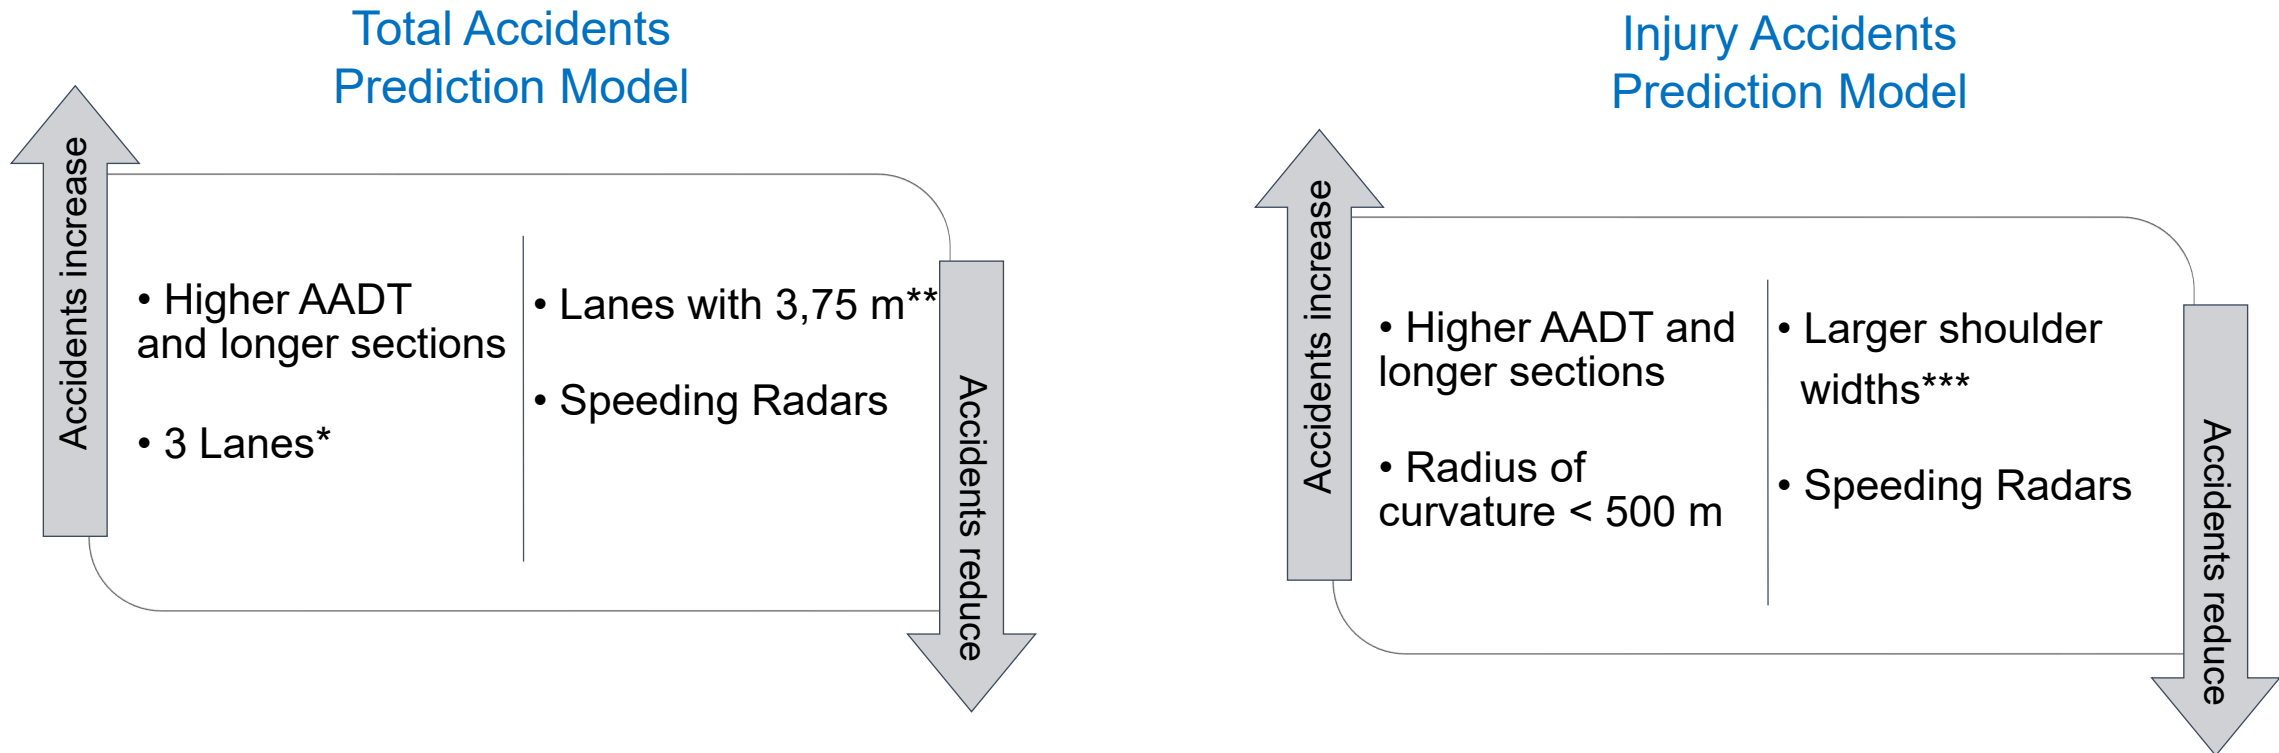 Total Accidents
Prediction Model
Accidents increase
• Higher AADT
and longer sections
• 3 Lanes*
• Lanes with 3,75 m**
• Speeding Radars
Accidents reduce
Injury Accidents
Prediction Model
Accidents increase
• Higher AADT and
longer sections
• Radius of
curvature < 500 m
• Larger shoulder
widths***
• Speeding Radars
Accidents reduce